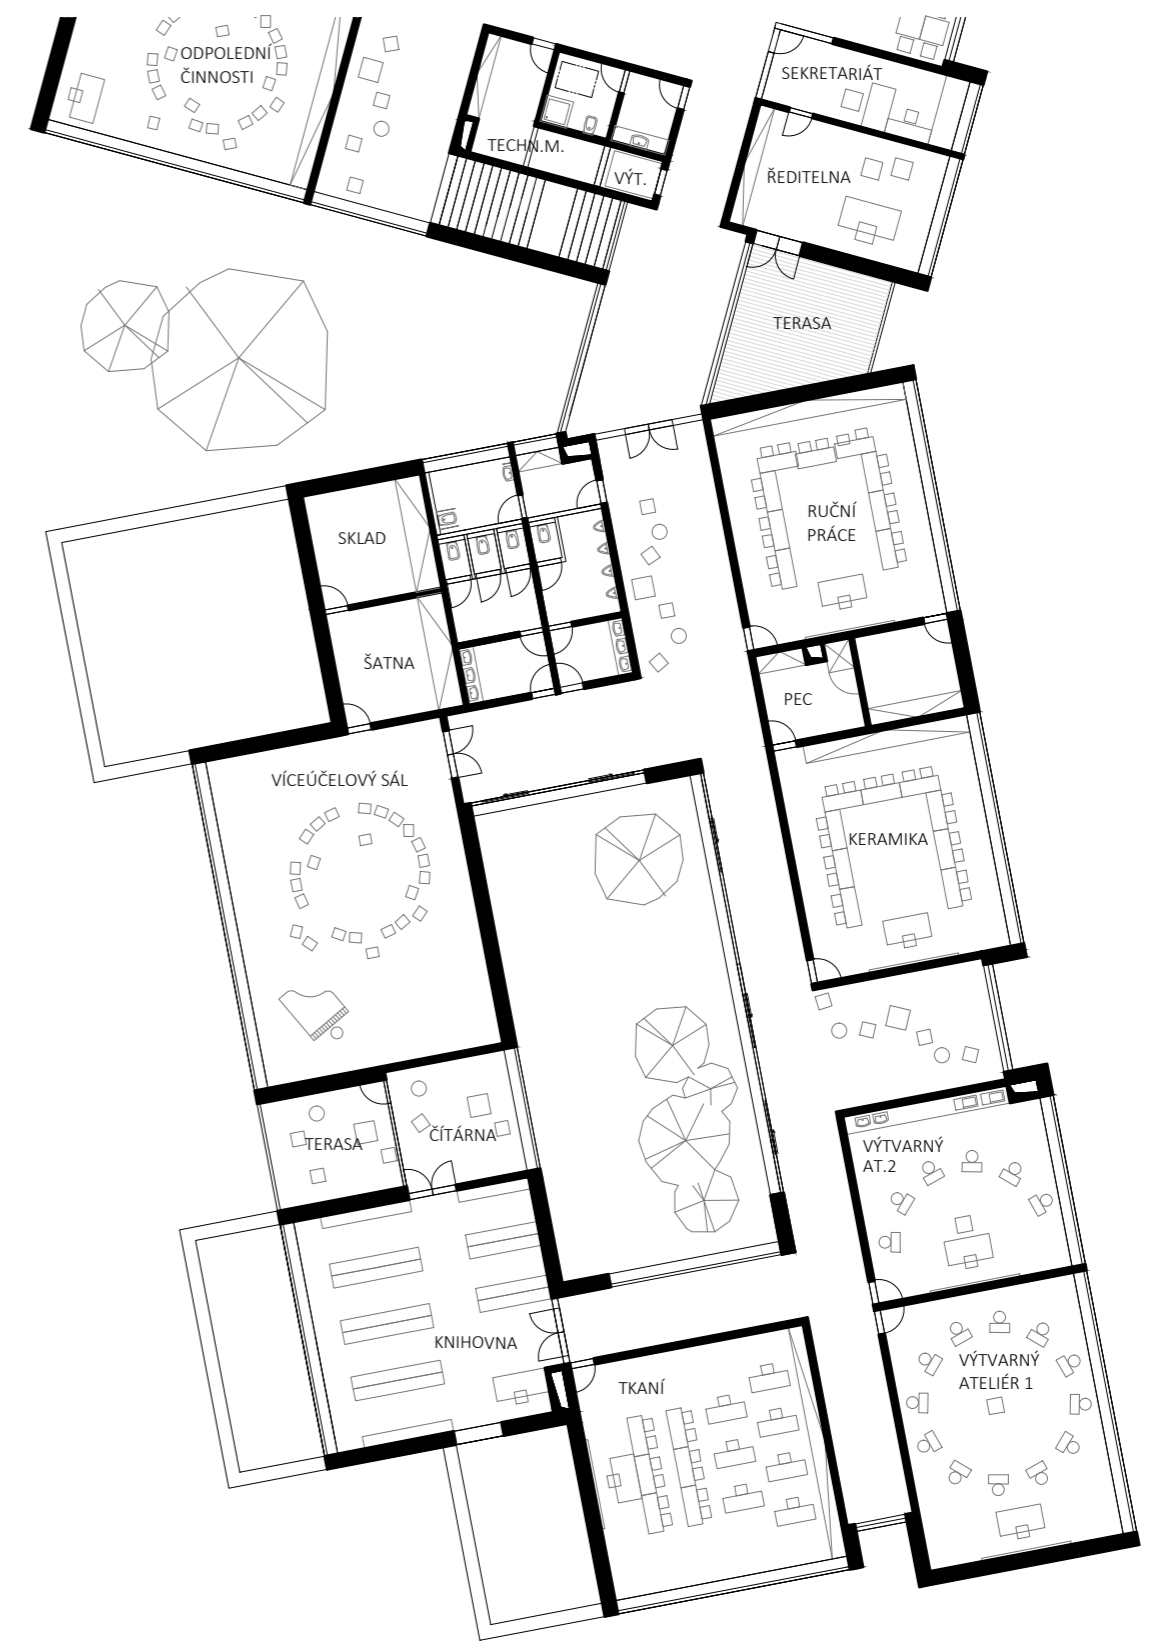 ODPOLEDNÍ
ČINNOSTI
SEKRETARIÁT
TECHN.M.
VÝT.
ŘEDITELNA
TERASA
RUČNÍ
PRÁCE
SKLAD
ŠATNA
PEC
VÍCEÚČELOVÝ SÁL
KERAMIKA
TERASA
ČÍTÁRNA
VÝTVARNÝ
AT.2
KNIHOVNA
TKANÍ
VÝTVARNÝ
ATELIÉR 1